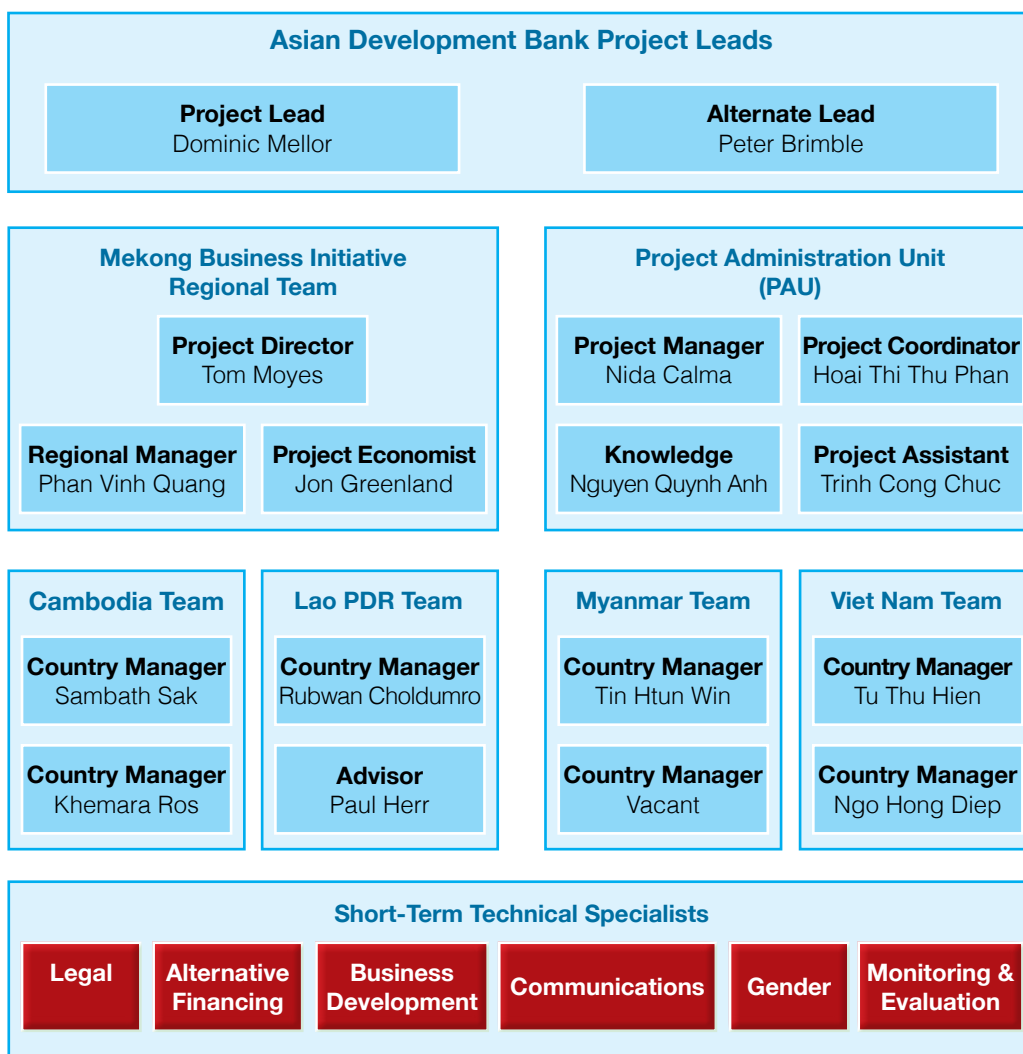 Asian Development Bank Project Leads
Project Lead
Dominic Mellor
Alternate Lead
Peter Brimble
Mekong Business Initiative
Regional Team
Project Director
Tom Moyes
Regional Manager
Phan Vinh Quang
Project Economist
Jon Greenland
Project Administration Unit
(PAU)
Project Manager
Nida Calma
Project Coordinator
Hoai Thi Thu Phan
Knowledge
Nguyen Quynh Anh
Project Assistant
Trinh Cong Chuc
Cambodia Team
Country Manager
Sambath Sak
Country Manager
Khemara Ros
Lao PDR Team
Country Manager
Rubwan Choldumro
Advisor
Paul Herr
Myanmar Team
Country Manager
Tin Htun Win
Country Manager
Vacant
Viet Nam Team
Country Manager
Tu Thu Hien
Country Manager
Ngo Hong Diep
Short-Term Technical Specialists
Legal
Alternative
Financing
Business
Development
Communications
Gender
Monitoring &
Evaluation